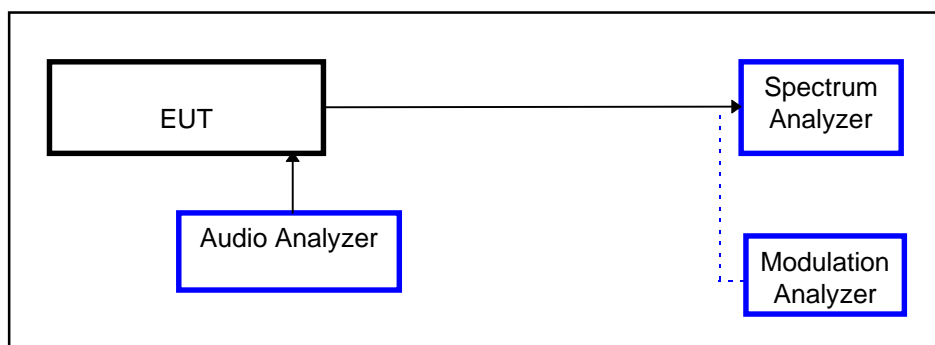 EUT
Spectrum
Analyzer
Audio Analyzer
Modulation
Analyzer